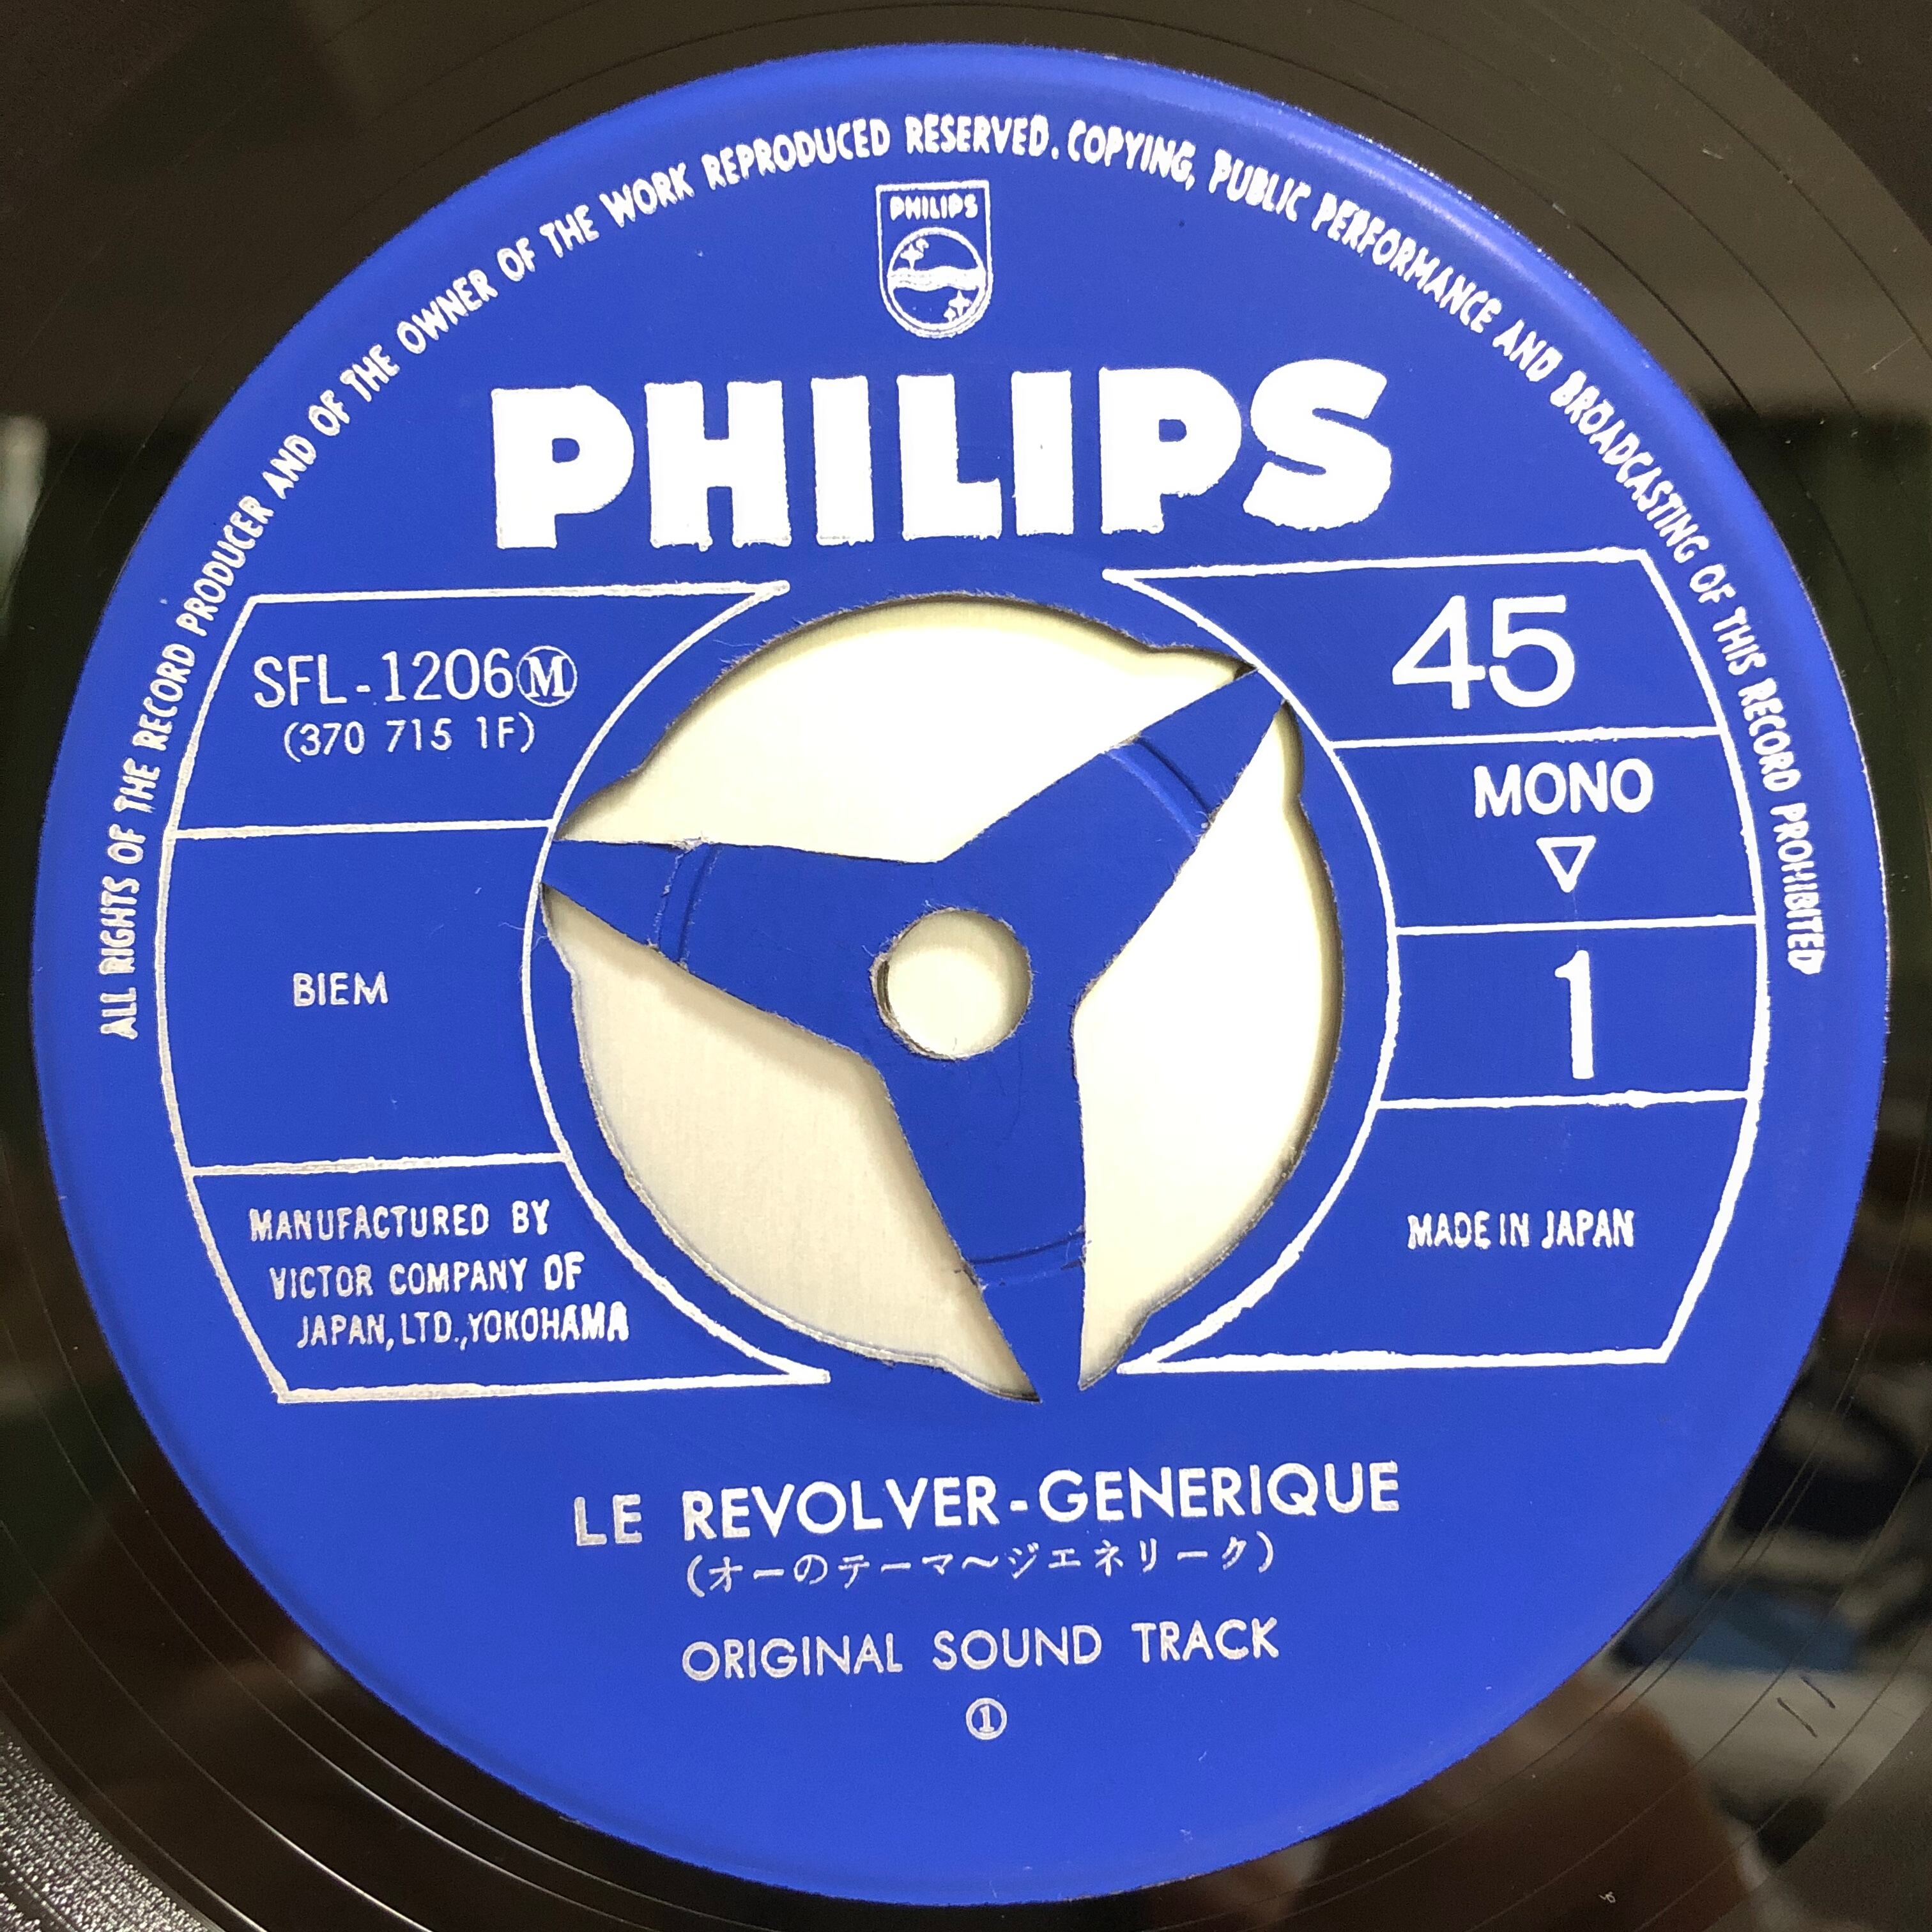 ALL RIGHTS OF THE RECORD PRODUCER AND OF THE OWNER OF THE WORK REPRODUCED RESERVED. COPYING, PUBLIC PERFORMANCE AND BROADCASTING OF THIS RECORD PROHIBITED
PHILIPS
PHILIPS
SFL-1206Ⓜ
(370 715 1F)
45
MONO
▽
BIEM
1
MANUFACTURED BY
VICTOR COMPANY OF
JAPAN, LTD., YOKOHAMA
MADE IN JAPAN
LE REVOLVER-GENERIQUE
(オーのテーマ〜ジエネリーク)
ORIGINAL SOUND TRACK
①